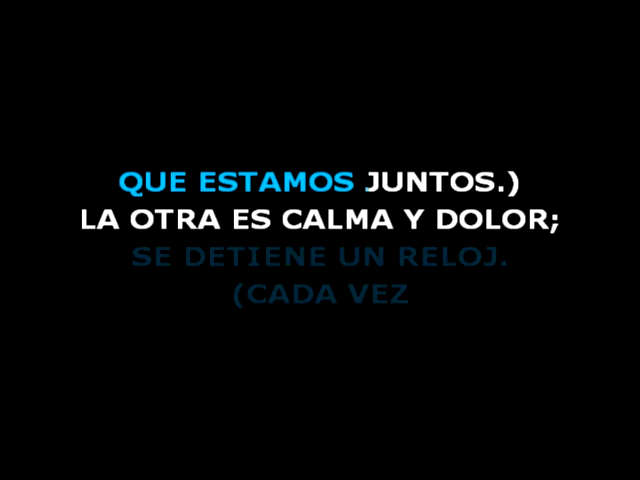 QUE ESTAMOS JUNTOS.)
LA OTRA ES CALMA Y DOLOR;
SE DETIENE UN RELOJ.
(CADA VEZ